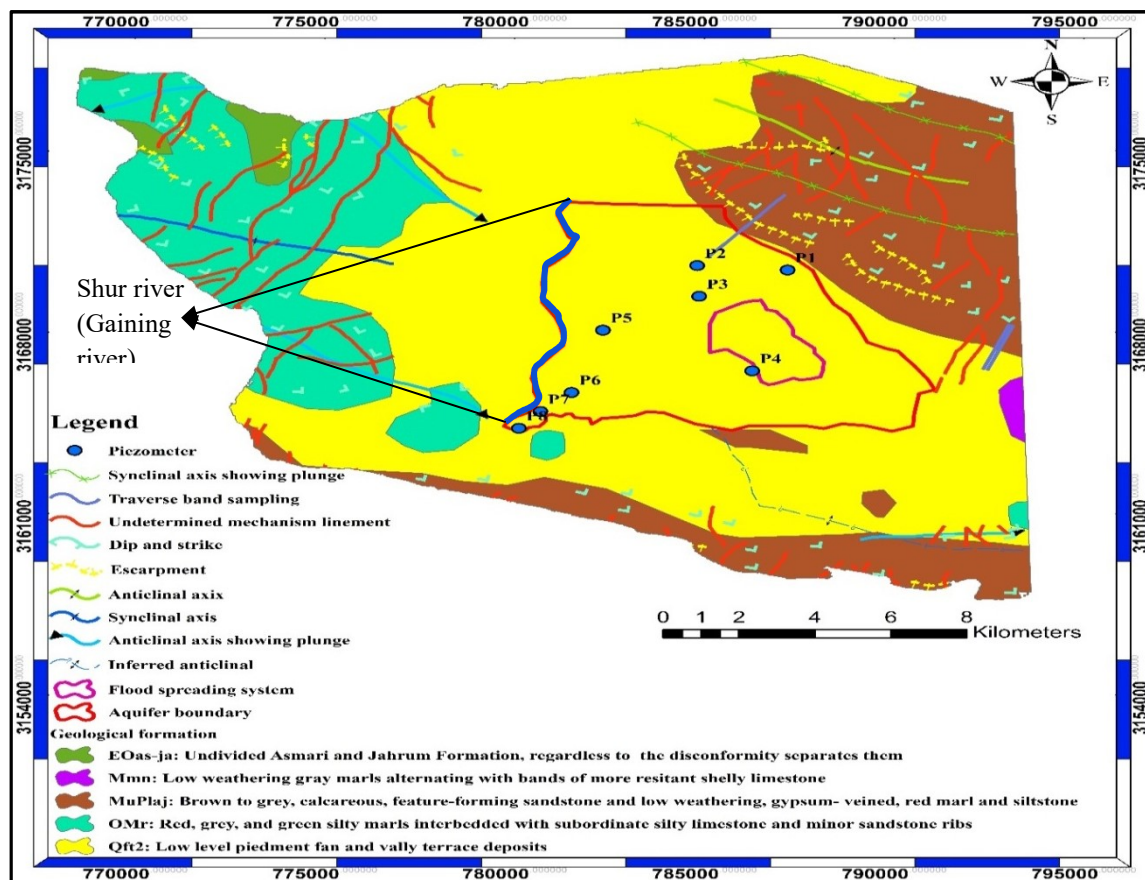 770000 775000 780000 785000 790000 795000
N
W E
S
3175000 3175000
P2 P1
P3
Shur river
(Gaining
river)
P5
3168000 3168000
P4
P6
P7
P8
Legend
Piezometer
Synclinal axis showing plunge
Traverse band sampling
Undetermined mechanism linement
3161000 3161000
Dip and strike
Escarpment
Anticlinal axix
Synclinal axis
0 1 2 4 6 8
Kilometers
Anticlinal axis showing plunge
Inferred anticlinal
Flood spreading system
3154000 3154000
Aquifer boundary
Geological formation
EOas-ja: Undivided Asmari and Jahrum Formation, regardless to the disconformity separates them
Mmn: Low weathering gray marls alternating with bands of more resitant shelly limestone
MuPlaj: Brown to grey, calcareous, feature-forming sandstone and low weathering, gypsum- veined, red marl and siltstone
OMr: Red, grey, and green silty marls interbedded with subordinate silty limestone and minor sandstone ribs
Qft2: Low level piedment fan and vally terrace deposits
770000 775000 780000 785000 790000 795000